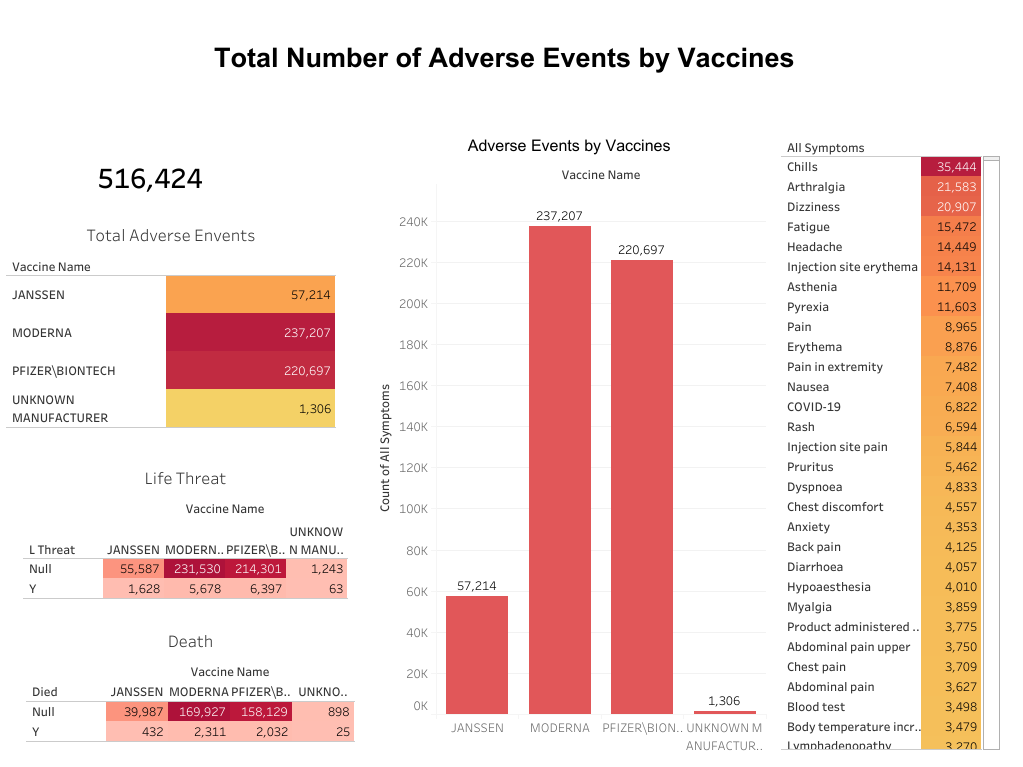 Total Number of Adverse Events by Vaccines
516,424
Total Adverse Envents
Vaccine Name
JANSSEN 57,214
MODERNA 237,207
PFIZER\BIONTECH 220,697
UNKNOWN
MANUFACTURER 1,306
Life Threat
Vaccine Name
UNKNOW
L Threat JANSSEN MODERN.. PFIZER\B.. N MANU..
Null 55,587 231,530 214,301 1,243
Y 1,628 5,678 6,397 63
Death
Vaccine Name
Died JANSSEN MODERNA PFIZER\B.. UNKNO..
Null 39,987 169,927 158,129 898
Y 432 2,311 2,032 25
Adverse Events by Vaccines
Vaccine Name
Count of All Symptoms
240K
220K
200K
180K
160K
140K
120K
100K
80K
60K
40K
20K
0K
57,214
237,207
220,697
1,306
JANSSEN MODERNA PFIZER\BION.. UNKNOWN M
ANUFACTUR..
All Symptoms
Chills 35,444
Arthralgia 21,583
Dizziness 20,907
Fatigue 15,472
Headache 14,449
Injection site erythema 14,131
Asthenia 11,709
Pyrexia 11,603
Pain 8,965
Erythema 8,876
Pain in extremity 7,482
Nausea 7,408
COVID-19 6,822
Rash 6,594
Injection site pain 5,844
Pruritus 5,462
Dyspnoea 4,833
Chest discomfort 4,557
Anxiety 4,353
Back pain 4,125
Diarrhoea 4,057
Hypoaesthesia 4,010
Myalgia 3,859
Product administered .. 3,775
Abdominal pain upper 3,750
Chest pain 3,709
Abdominal pain 3,627
Blood test 3,498
Body temperature incr.. 3,479
Lymphadenopathy 3,270